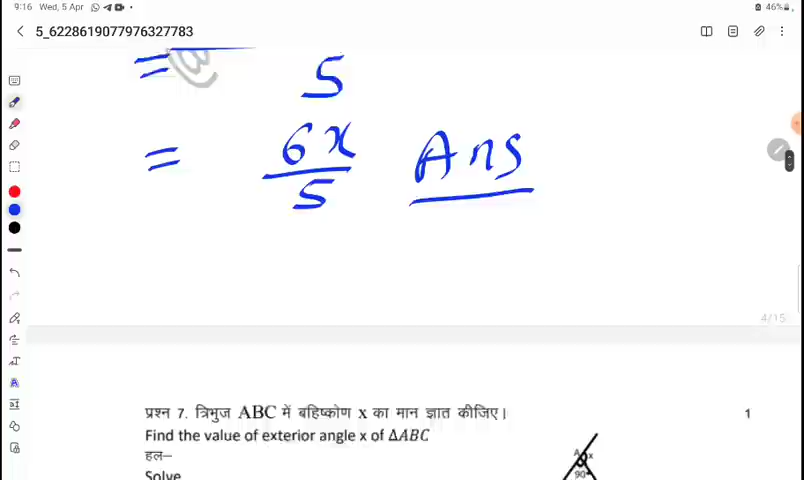 9:16 Wed, 5 Apr
46%
5_6228619077976327783
=
5
= 6x/5 Ans
4/15
प्रश्न 7. त्रिभुज ABC में बहिष्कोण x का मान ज्ञात कीजिए। 1
Find the value of exterior angle x of ΔABC
हल–
Solve
A x
90